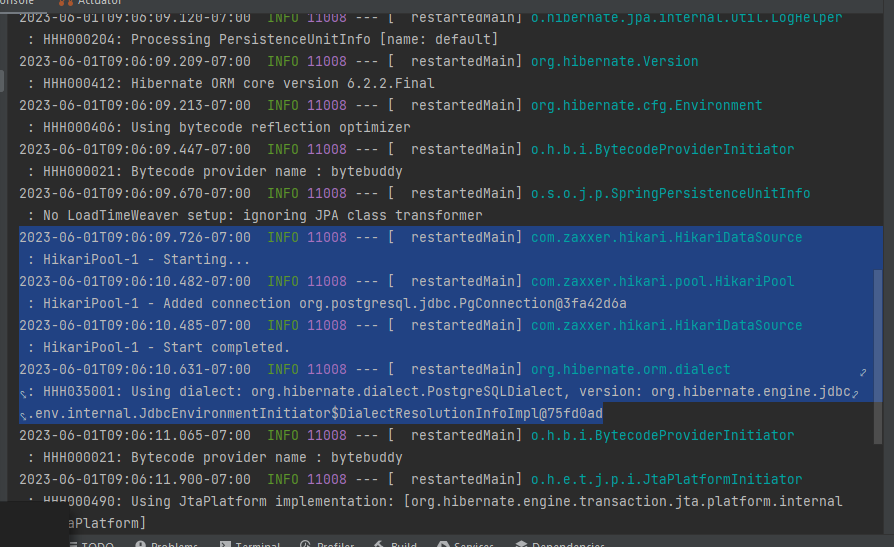 Actuator
2023-06-01T09:06:09.120-07:00  INFO 11008 --- [  restartedMain] o.hibernate.jpa.internal.util.LogHelper
: HHH000204: Processing PersistenceUnitInfo [name: default]
2023-06-01T09:06:09.209-07:00  INFO 11008 --- [  restartedMain] org.hibernate.Version
: HHH000412: Hibernate ORM core version 6.2.2.Final
2023-06-01T09:06:09.213-07:00  INFO 11008 --- [  restartedMain] org.hibernate.cfg.Environment
: HHH000406: Using bytecode reflection optimizer
2023-06-01T09:06:09.447-07:00  INFO 11008 --- [  restartedMain] o.h.b.i.BytecodeProviderInitiator
: HHH000021: Bytecode provider name : bytebuddy
2023-06-01T09:06:09.670-07:00  INFO 11008 --- [  restartedMain] o.s.o.j.p.SpringPersistenceUnitInfo
: No LoadTimeWeaver setup: ignoring JPA class transformer
2023-06-01T09:06:09.726-07:00  INFO 11008 --- [  restartedMain] com.zaxxer.hikari.HikariDataSource
: HikariPool-1 - Starting...
2023-06-01T09:06:10.482-07:00  INFO 11008 --- [  restartedMain] com.zaxxer.hikari.pool.HikariPool
: HikariPool-1 - Added connection org.postgresql.jdbc.PgConnection@3fa42d6a
2023-06-01T09:06:10.485-07:00  INFO 11008 --- [  restartedMain] com.zaxxer.hikari.HikariDataSource
: HikariPool-1 - Start completed.
2023-06-01T09:06:10.631-07:00  INFO 11008 --- [  restartedMain] org.hibernate.orm.dialect
: HHH035001: Using dialect: org.hibernate.dialect.PostgreSQLDialect, version: org.hibernate.engine.jdbc
.env.internal.JdbcEnvironmentInitiator$DialectResolutionInfoImpl@75fd0ad
2023-06-01T09:06:11.065-07:00  INFO 11008 --- [  restartedMain] o.h.b.i.BytecodeProviderInitiator
: HHH000021: Bytecode provider name : bytebuddy
2023-06-01T09:06:11.900-07:00  INFO 11008 --- [  restartedMain] o.h.e.t.j.p.i.JtaPlatformInitiator
: HHH000490: Using JtaPlatform implementation: [org.hibernate.engine.transaction.jta.platform.internal
aPlatform]
TODO Problems Terminal Profiler Build Services Dependencies